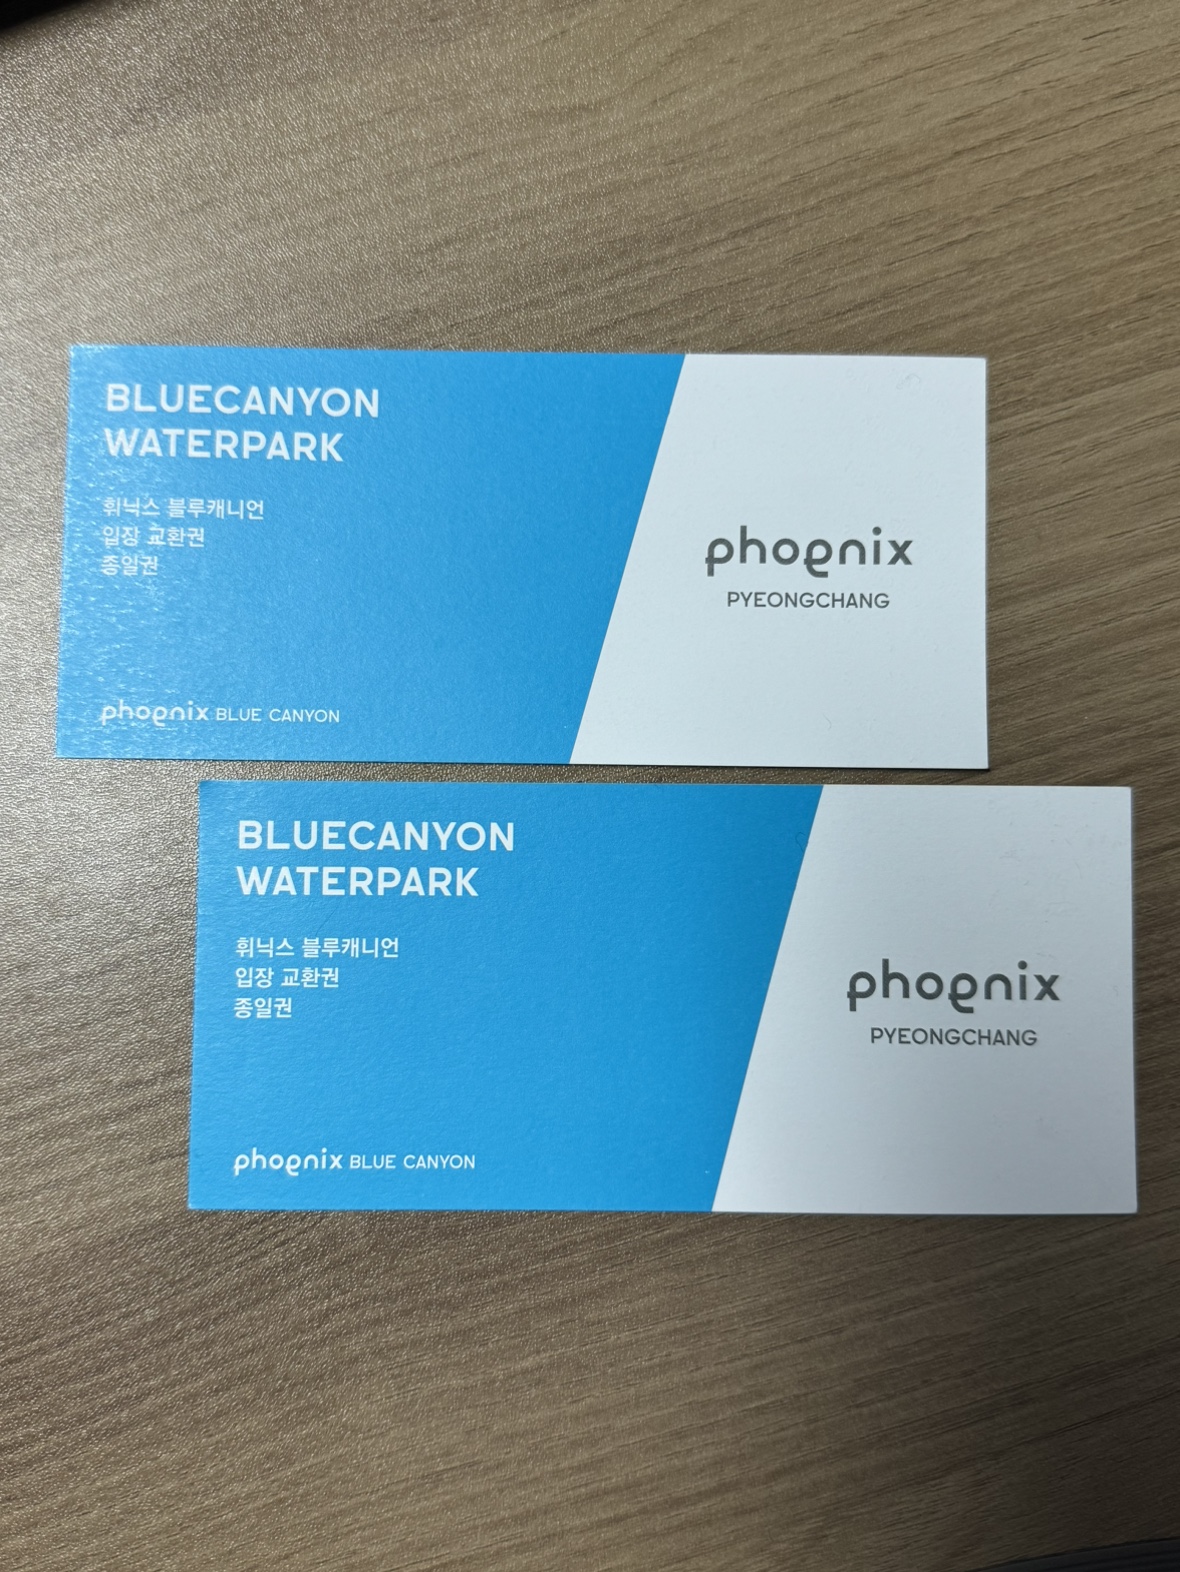 BLUECANYON
WATERPARK
휘닉스 블루캐니언
입장 교환권
종일권
phoenix BLUE CANYON
phoenix
PYEONGCHANG
BLUECANYON
WATERPARK
휘닉스 블루캐니언
입장 교환권
종일권
phoenix BLUE CANYON
phoenix
PYEONGCHANG